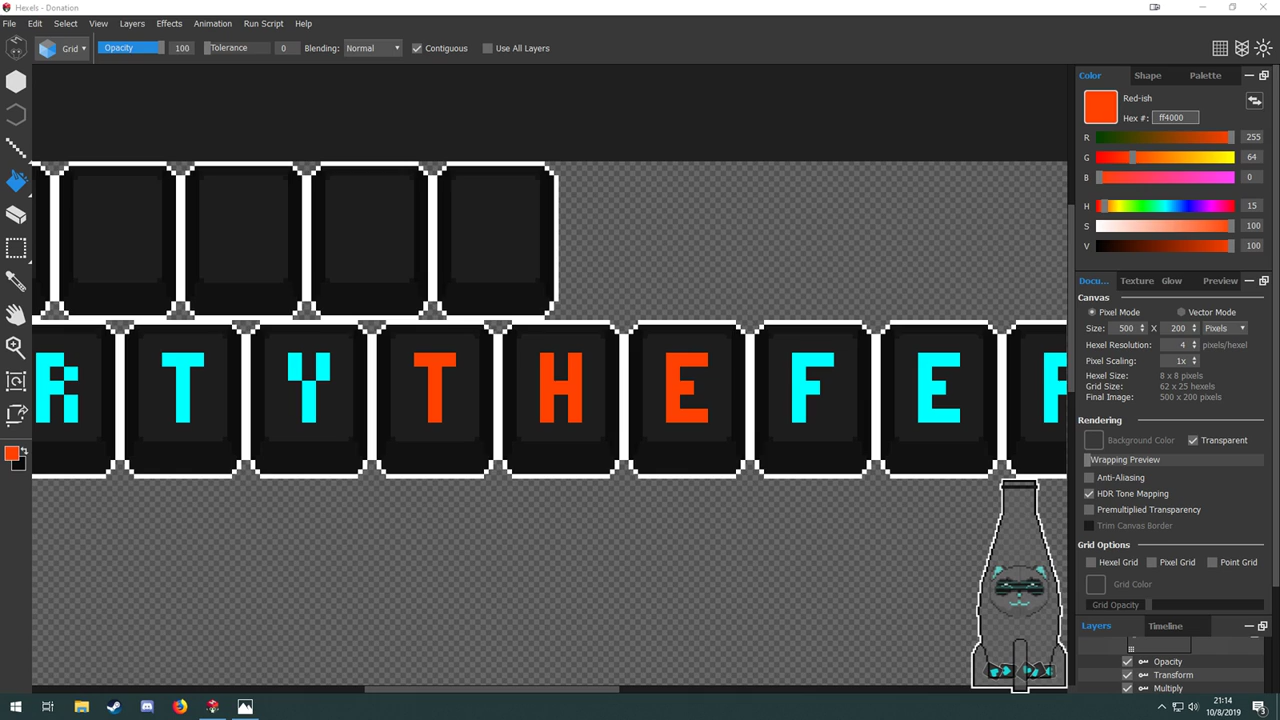 Hexels - Donation
File Edit Select View Layers Effects Animation Run Script Help
Grid Opacity 100 Tolerance 0 Blending: Normal Contiguous Use All Layers
Color Shape Palette
Red-ish
Hex #: ff4000
R 255
G 64
B 0
H 15
S 100
V 100
Docu... Texture Glow Preview
Canvas
Pixel Mode Vector Mode
Size: 500 X 200 Pixels
Hexel Resolution: 4 pixels/hexel
Pixel Scaling: 1x
Hexel Size: 8 x 8 pixels
Grid Size: 62 x 25 hexels
Final Image: 500 x 200 pixels
Rendering
Background Color Transparent
Wrapping Preview
Anti-Aliasing
HDR Tone Mapping
Premultiplied Transparency
Trim Canvas Border
Grid Options
Hexel Grid Pixel Grid Point Grid
Grid Color
Grid Opacity
Layers Timeline
Opacity
Transform
Multiply
R T Y T H E F E
21:14
10/8/2019
3